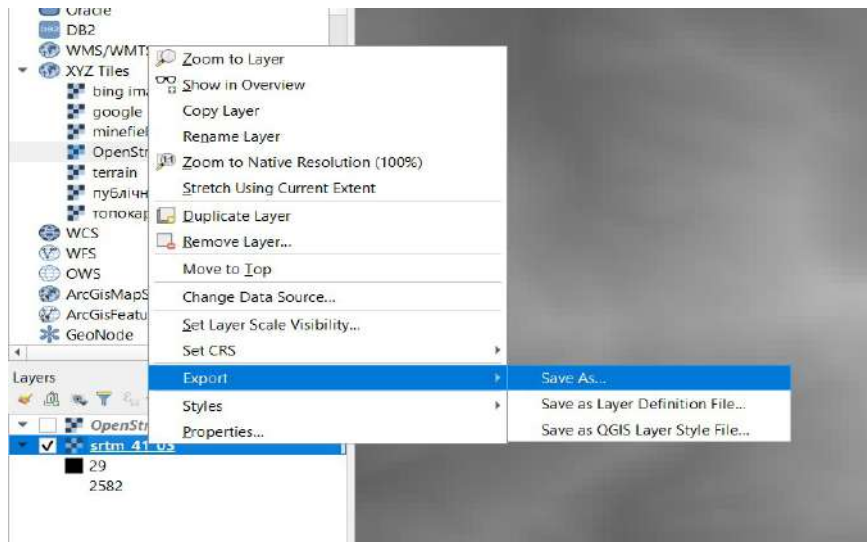 Oracle
DB2
WMS/WMTS
XYZ Tiles
bing ima
google
minefiel
OpenStr
terrain
публічн
топокар
WCS
WFS
OWS
ArcGisMapS
ArcGisFeatu
GeoNode
Layers
OpenStr
srtm_41_03
29
2582
Zoom to Layer
Show in Overview
Copy Layer
Rename Layer
Zoom to Native Resolution (100%)
Stretch Using Current Extent
Duplicate Layer
Remove Layer...
Move to Top
Change Data Source...
Set Layer Scale Visibility...
Set CRS
Export
Styles
Properties...
Save As...
Save as Layer Definition File...
Save as QGIS Layer Style File...